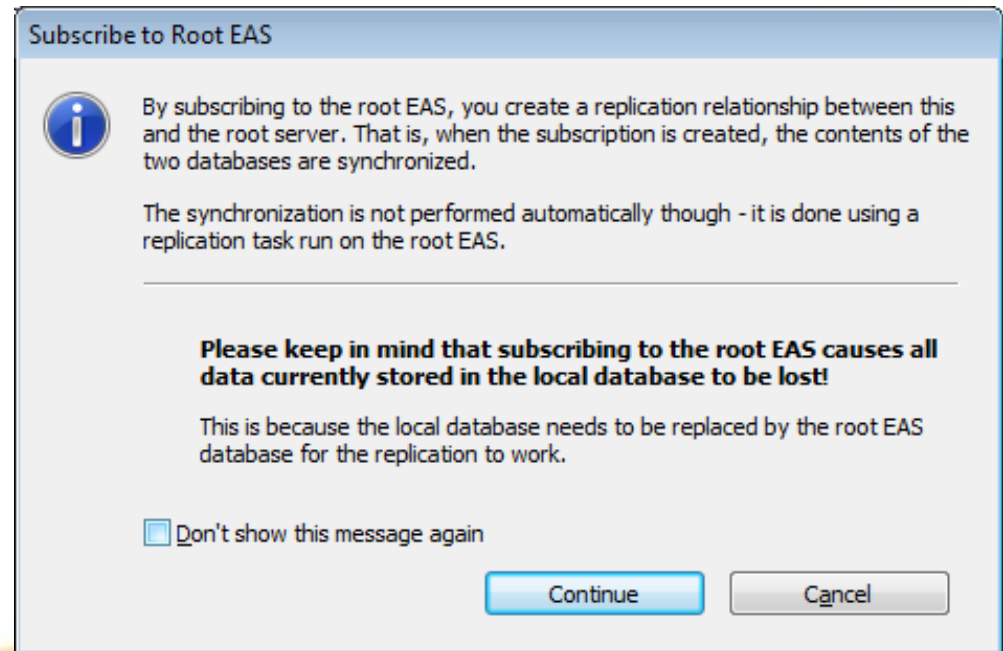 Subscribe to Root EAS
By subscribing to the root EAS, you create a replication relationship between this
and the root server. That is, when the subscription is created, the contents of the
two databases are synchronized.
The synchronization is not performed automatically though - it is done using a
replication task run on the root EAS.
Please keep in mind that subscribing to the root EAS causes all
data currently stored in the local database to be lost!
This is because the local database needs to be replaced by the root EAS
database for the replication to work.
Don't show this message again
Continue
Cancel